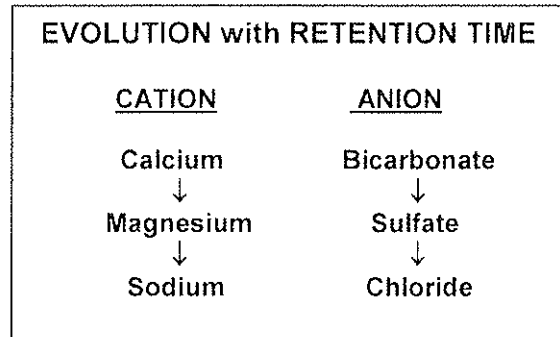 EVOLUTION with RETENTION TIME
CATION ANION
Calcium Bicarbonate
↓ ↓
Magnesium Sulfate
↓ ↓
Sodium Chloride